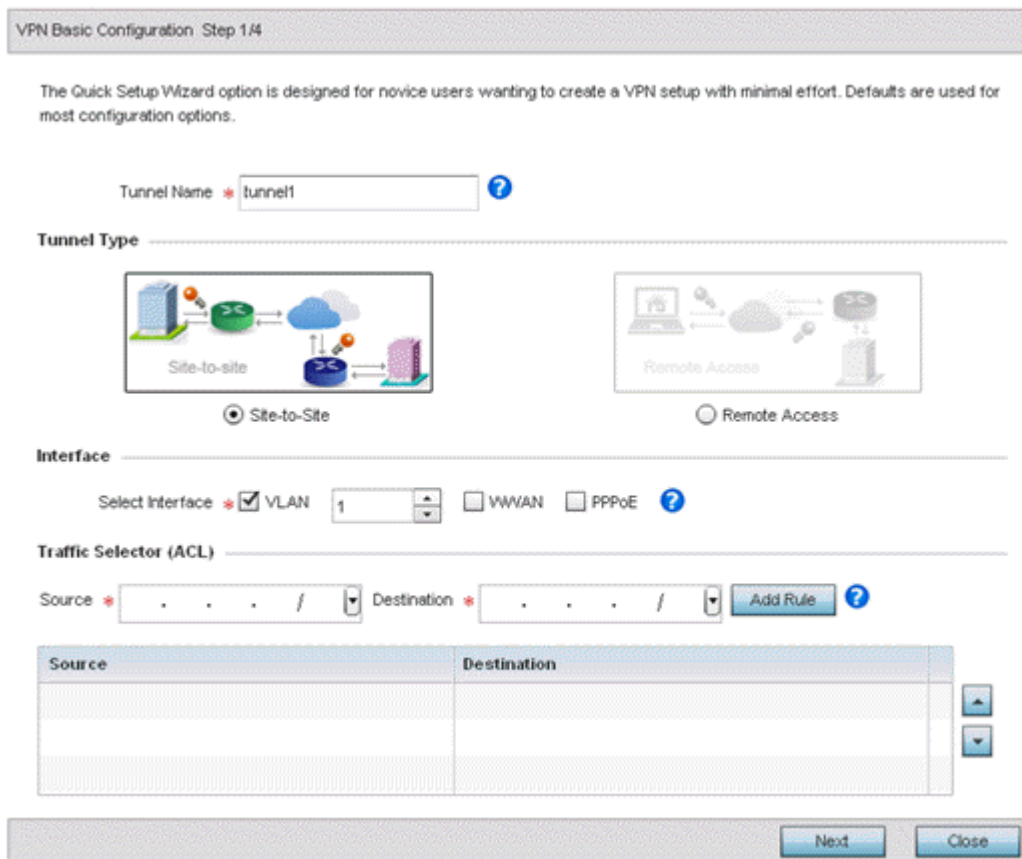 VPN Basic Configuration Step 1/4
The Quick Setup Wizard option is designed for novice users wanting to create a VPN setup with minimal effort. Defaults are used for
most configuration options.
Tunnel Name * tunnel1 ?
Tunnel Type
Site-to-site
Remote Access
Site-to-Site
Remote Access
Interface
Select Interface * VLAN 1 WWAN PPPoE ?
Traffic Selector (ACL)
Source * . . . / Destination * . . . / Add Rule ?
Source Destination
Next Close